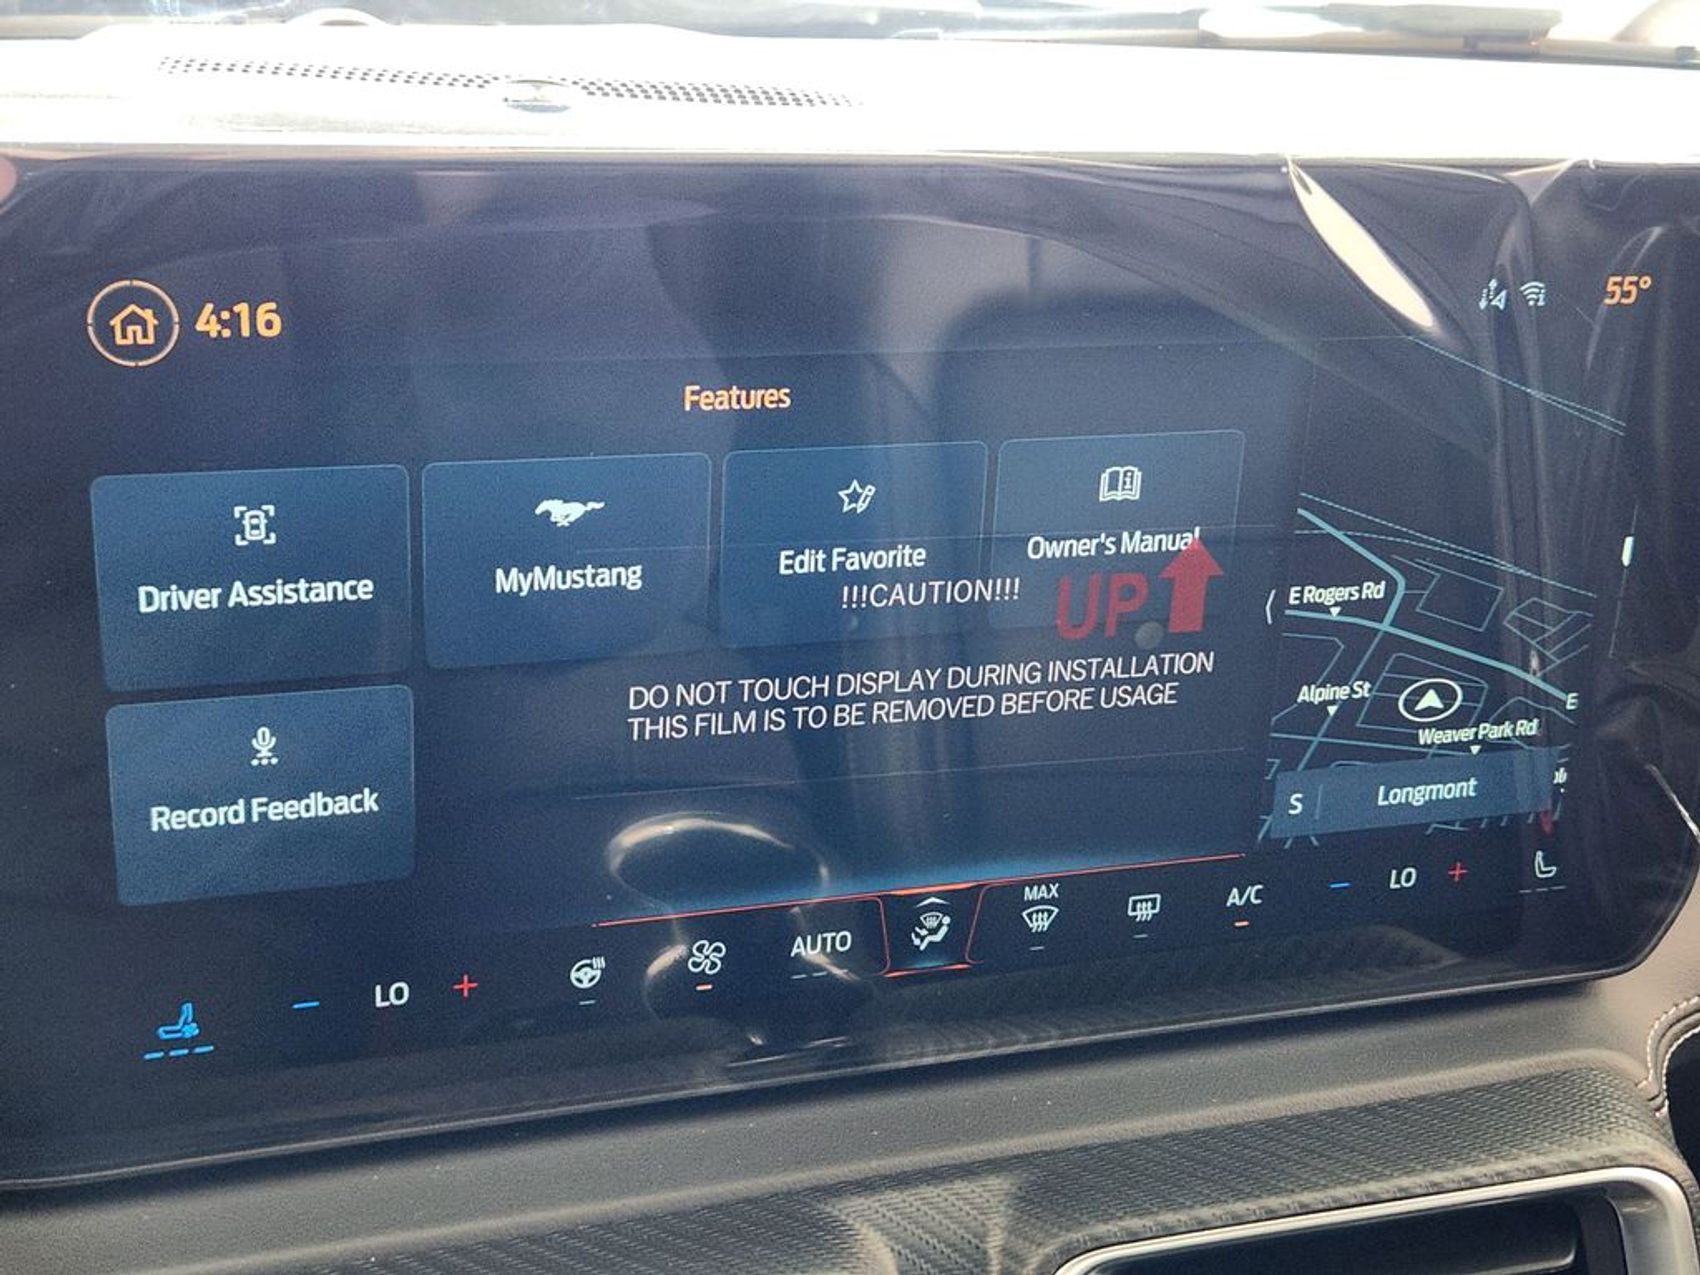 4:16
55°
Features
Driver Assistance
MyMustang
Edit Favorite
Owner's Manual
!!!CAUTION!!!
UP
DO NOT TOUCH DISPLAY DURING INSTALLATION
THIS FILM IS TO BE REMOVED BEFORE USAGE
Record Feedback
E Rogers Rd
Alpine St
E
Weaver Park Rd
S
Longmont
LO
AUTO
MAX
A/C
LO